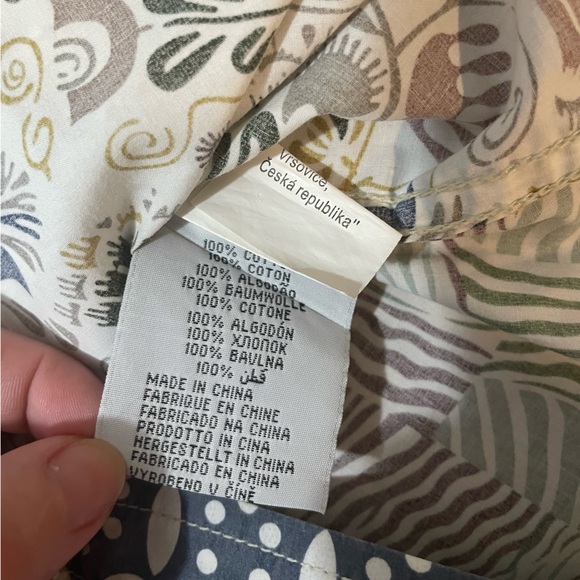 Vršovice,
Česká republika"
100% COTTON
100% COTON
100% ALGODÃO
100% BAUMWOLLE
100% COTONE
100% ALGODÓN
100% ХЛОПОК
100% BAVLNA
100% قطن
MADE IN CHINA
FABRIQUE EN CHINE
FABRICADO NA CHINA
PRODOTTO IN CINA
HERGESTELLT IN CHINA
FABRICADO EN CHINA
VYROBENO V ČÍNĚ